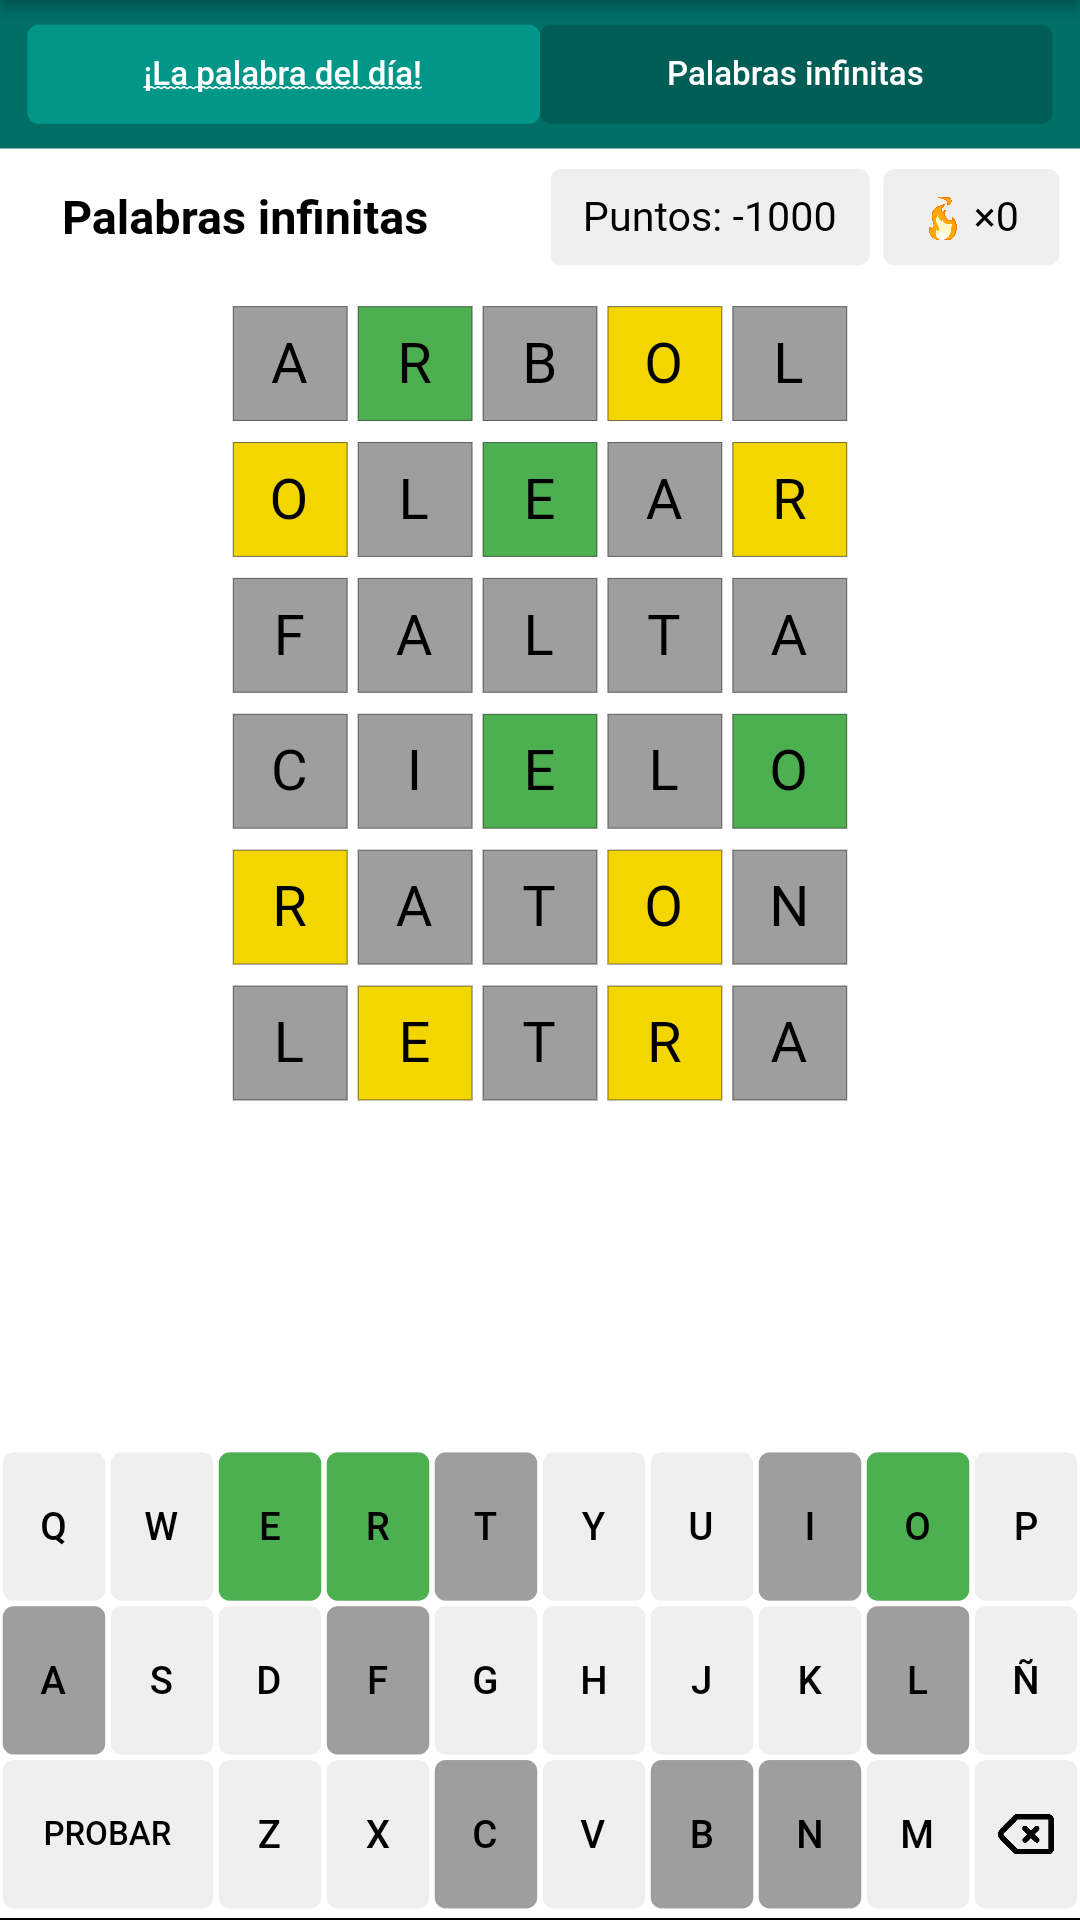 ¡La palabra del día! Palabras infinitas
Palabras infinitas Puntos: -1000 ×0
A R B O L
O L E A R
F A L T A
C I E L O
R A T O N
L E T R A
Q W E R T Y U I O P
A S D F G H J K L Ñ
PROBAR Z X C V B N M